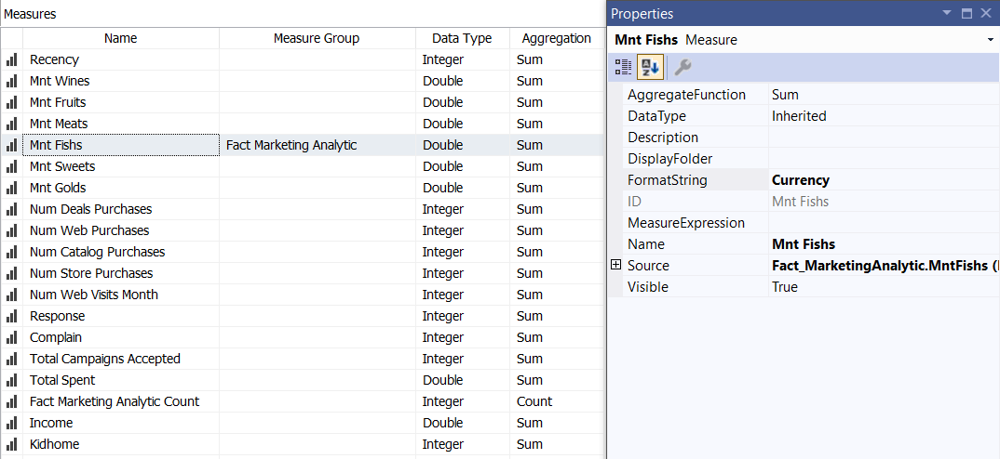 Measures
Name Measure Group Data Type Aggregation
Recency Integer Sum
Mnt Wines Double Sum
Mnt Fruits Double Sum
Mnt Meats Double Sum
Mnt Fishs Fact Marketing Analytic Double Sum
Mnt Sweets Double Sum
Mnt Golds Double Sum
Num Deals Purchases Integer Sum
Num Web Purchases Integer Sum
Num Catalog Purchases Integer Sum
Num Store Purchases Integer Sum
Num Web Visits Month Integer Sum
Response Integer Sum
Complain Integer Sum
Total Campaigns Accepted Integer Sum
Total Spent Double Sum
Fact Marketing Analytic Count Integer Count
Income Double Sum
Kidhome Integer Sum
Properties
Mnt Fishs Measure
AggregateFunction Sum
DataType Inherited
Description
DisplayFolder
FormatString Currency
ID Mnt Fishs
MeasureExpression
Name Mnt Fishs
Source Fact_MarketingAnalytic.MntFishs (
Visible True